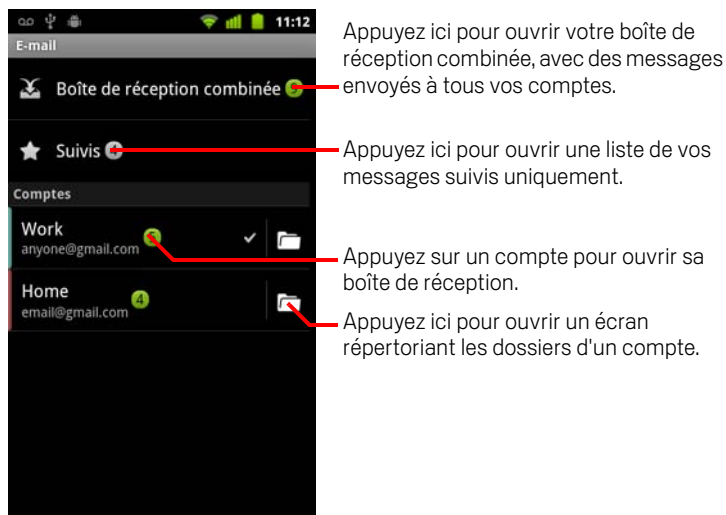 11:12
E-mail
Boîte de réception combinée
Suivis
Comptes
Work
anyone@gmail.com
Home
email@gmail.com
4
Appuyez ici pour ouvrir votre boîte de
réception combinée, avec des messages
envoyés à tous vos comptes.
Appuyez ici pour ouvrir une liste de vos
messages suivis uniquement.
Appuyez sur un compte pour ouvrir sa
boîte de réception.
Appuyez ici pour ouvrir un écran
répertoriant les dossiers d'un compte.